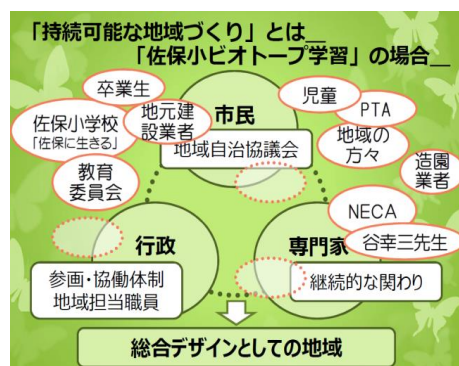 「持続可能な地域づくり」とは__
「佐保小ビオトープ学習」の場合__
卒業生
佐保小学校
「佐保に生きる」
地元建
設業者
教育
委員会
市民
地域自治協議会
児童
PTA
地域の
方々
造園
業者
NECA
谷幸三先生
行政
参画・協働体制
地域担当職員
専門家
継続的な関わり
総合デザインとしての地域